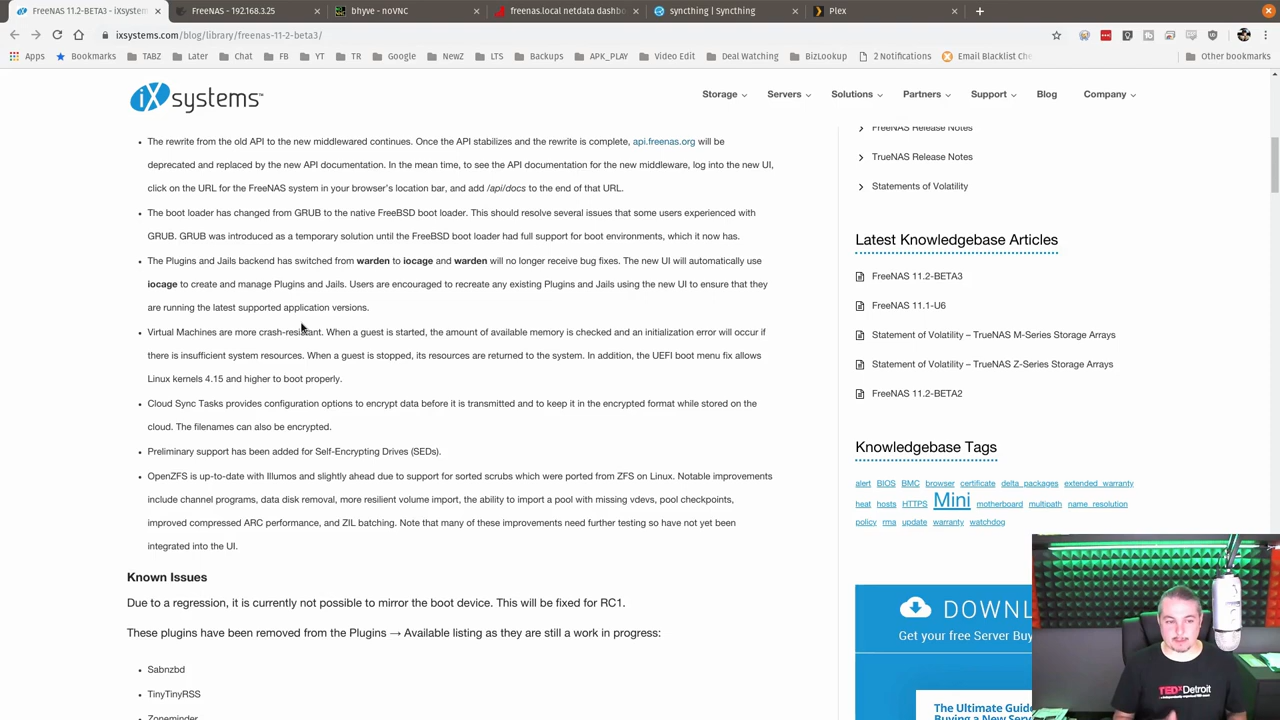 11.2-BETA3 - ixsystem
FreeNAS - 192.168.3.25
bhyve - noVNC
freenas.local netdata dashb
syncthing | Syncthing
Plex
ixsystems.com/blog/library/freenas-11-2-beta3/
Apps
Bookmarks
TABZ
Later
Chat
FB
YT
TR
Google
NewZ
LTS
Backups
APK_PLAY
Video Edit
Deal Watching
BizLookup
2 Notifications
Email Blacklist Che
Other bookmarks
iXsystems
Storage
Servers
Solutions
Partners
Support
Blog
Company
The rewrite from the old API to the new middlewared continues. Once the API stabilizes and the rewrite is complete, api.freenas.org will be
deprecated and replaced by the new API documentation. In the mean time, to see the API documentation for the new middleware, log into the new UI,
click on the URL for the FreeNAS system in your browser's location bar, and add /api/docs to the end of that URL.
The boot loader has changed from GRUB to the native FreeBSD boot loader. This should resolve several issues that some users experienced with
GRUB. GRUB was introduced as a temporary solution until the FreeBSD boot loader had full support for boot environments, which it now has.
The Plugins and Jails backend has switched from warden to iocage and warden will no longer receive bug fixes. The new UI will automatically use
iocage to create and manage Plugins and Jails. Users are encouraged to recreate any existing Plugins and Jails using the new UI to ensure that they
are running the latest supported application versions.
Virtual Machines are more crash-resistant. When a guest is started, the amount of available memory is checked and an initialization error will occur if
there is insufficient system resources. When a guest is stopped, its resources are returned to the system. In addition, the UEFI boot menu fix allows
Linux kernels 4.15 and higher to boot properly.
Cloud Sync Tasks provides configuration options to encrypt data before it is transmitted and to keep it in the encrypted format while stored on the
cloud. The filenames can also be encrypted.
Preliminary support has been added for Self-Encrypting Drives (SEDs).
OpenZFS is up-to-date with Illumos and slightly ahead due to support for sorted scrubs which were ported from ZFS on Linux. Notable improvements
include channel programs, data disk removal, more resilient volume import, the ability to import a pool with missing vdevs, pool checkpoints,
improved compressed ARC performance, and ZIL batching. Note that many of these improvements need further testing so have not yet been
integrated into the UI.
Known Issues
Due to a regression, it is currently not possible to mirror the boot device. This will be fixed for RC1.
These plugins have been removed from the Plugins → Available listing as they are still a work in progress:
Sabnzbd
TinyTinyRSS
Zoneminder
FreeNAS Release Notes
TrueNAS Release Notes
Statements of Volatility
Latest Knowledgebase Articles
FreeNAS 11.2-BETA3
FreeNAS 11.1-U6
Statement of Volatility – TrueNAS M-Series Storage Arrays
Statement of Volatility – TrueNAS Z-Series Storage Arrays
FreeNAS 11.2-BETA2
Knowledgebase Tags
alert BIOS BMC browser certificate delta packages extended warranty
heat hosts HTTPS Mini motherboard multipath name resolution
policy rma update warranty watchdog
DOWNL
Get your free Server Buy
The Ultimate Guide
Buying a New Serv
TEDxDetroit